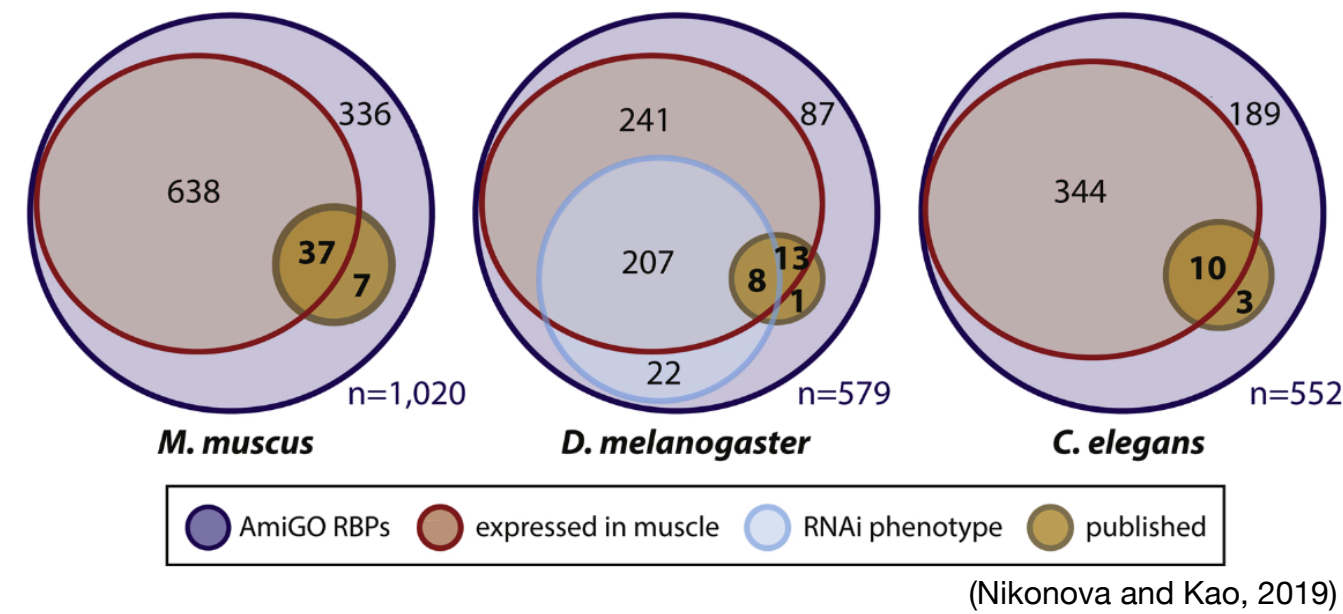 336 87 189
638 241 344
37 207 13 10
7 8 1 3
22
n=1,020 n=579 n=552
M. muscus D. melanogaster C. elegans
AmiGO RBPs expressed in muscle RNAi phenotype published
(Nikonova and Kao, 2019)